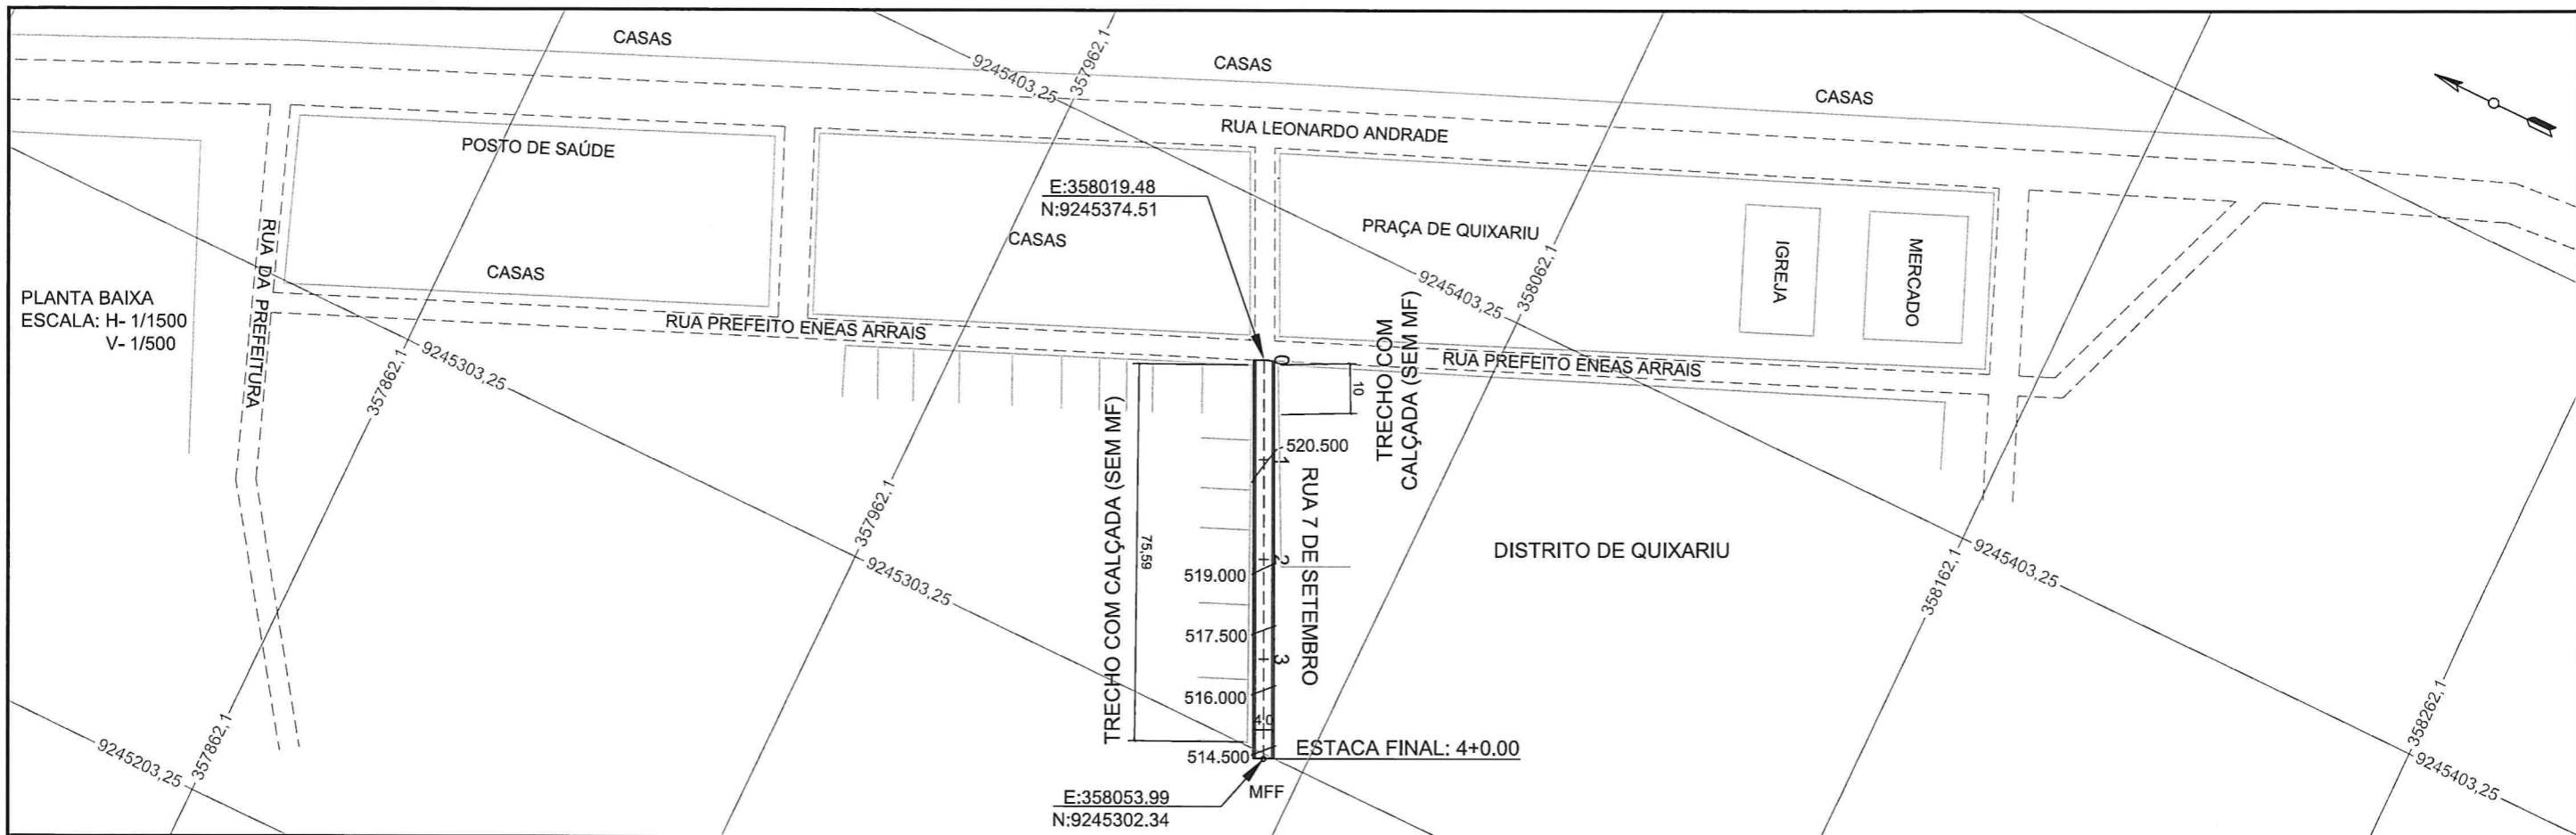 CASAS
CASAS
CASAS
9245403,25
357962,1
RUA LEONARDO ANDRADE
POSTO DE SAÚDE
E:358019.48
N:9245374.51
CASAS
PRAÇA DE QUIXARIU
IGREJA
MERCADO
RUA DA PREFEITURA
CASAS
9245403,25
358062,1
PLANTA BAIXA
ESCALA: H- 1/1500
V- 1/500
RUA PREFEITO ENEAS ARRAIS
RUA PREFEITO ENEAS ARRAIS
357862,1
9245303,25
0
10
TRECHO COM
CALÇADA (SEM MF)
TRECHO COM CALÇADA (SEM MF)
75,59
520.500
1
RUA 7 DE SETEMBRO
357962,1
9245303,25
2
519.000
DISTRITO DE QUIXARIU
9245403,25
358162,1
517.500
3
516.000
4,0
514.500
ESTACA FINAL: 4+0.00
MFF
E:358053.99
N:9245302.34
9245203,25
357862,1
358262,1
9245403,25